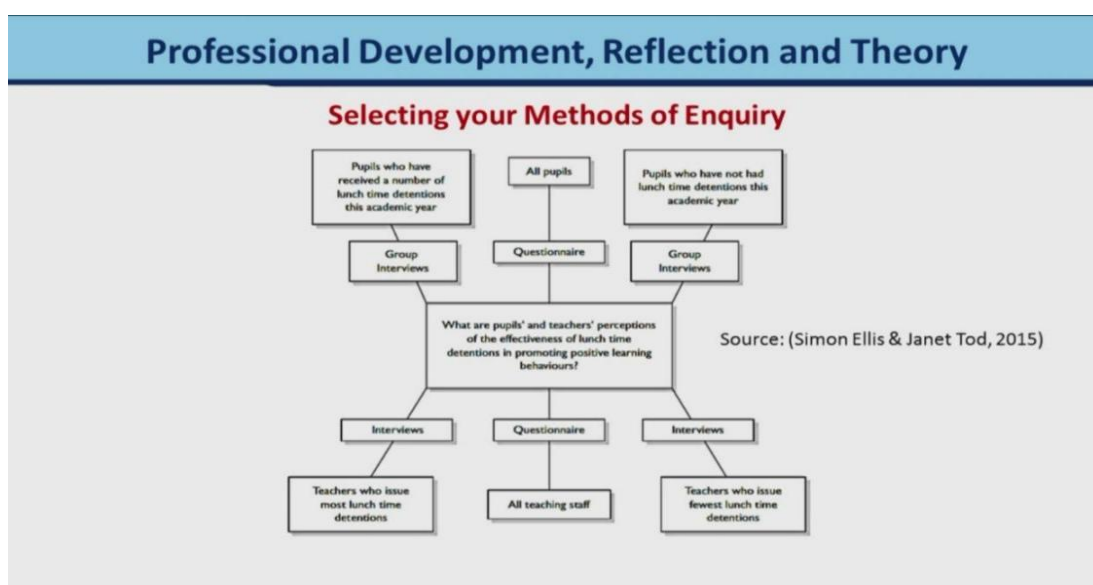 Professional Development, Reflection and Theory
Selecting your Methods of Enquiry
Pupils who have
received a number of
lunch time detentions
this academic year
All pupils
Pupils who have not had
lunch time detentions this
academic year
Group
Interviews
Questionnaire
Group
Interviews
What are pupils' and teachers' perceptions
of the effectiveness of lunch time
detentions in promoting positive learning
behaviours?
Source: (Simon Ellis & Janet Tod, 2015)
Interviews
Questionnaire
Interviews
Teachers who issue
most lunch time
detentions
All teaching staff
Teachers who issue
fewest lunch time
detentions